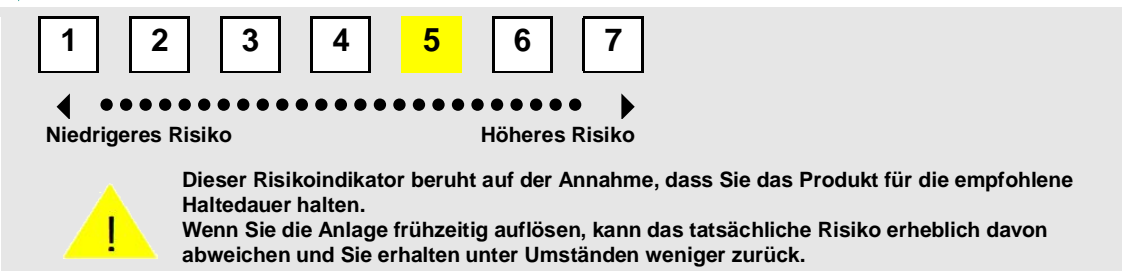 1 2 3 4 5 6 7
Niedrigeres Risiko Höheres Risiko
Dieser Risikoindikator beruht auf der Annahme, dass Sie das Produkt für die empfohlene
Haltedauer halten.
Wenn Sie die Anlage frühzeitig auflösen, kann das tatsächliche Risiko erheblich davon
abweichen und Sie erhalten unter Umständen weniger zurück.
!